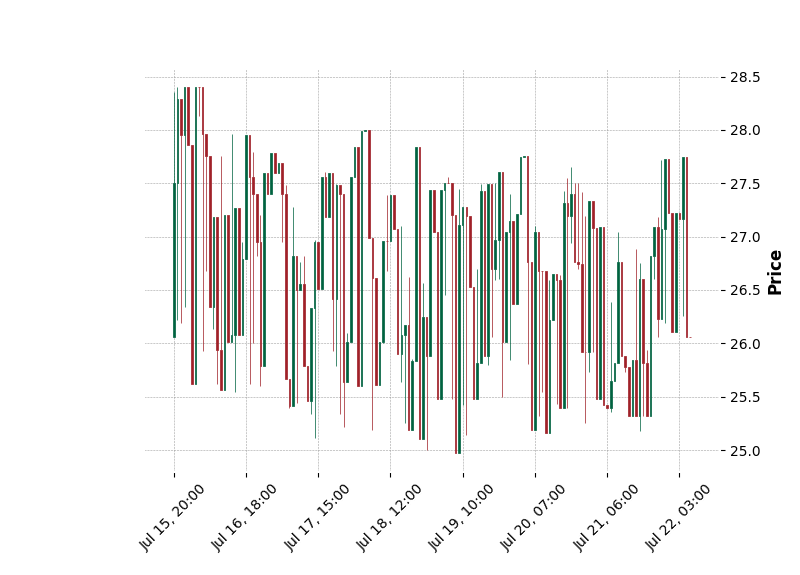 28.5
28.0
27.5
27.0
26.5
26.0
25.5
25.0
Price
Jul 15, 20:00
Jul 16, 18:00
Jul 17, 15:00
Jul 18, 12:00
Jul 19, 10:00
Jul 20, 07:00
Jul 21, 06:00
Jul 22, 03:00